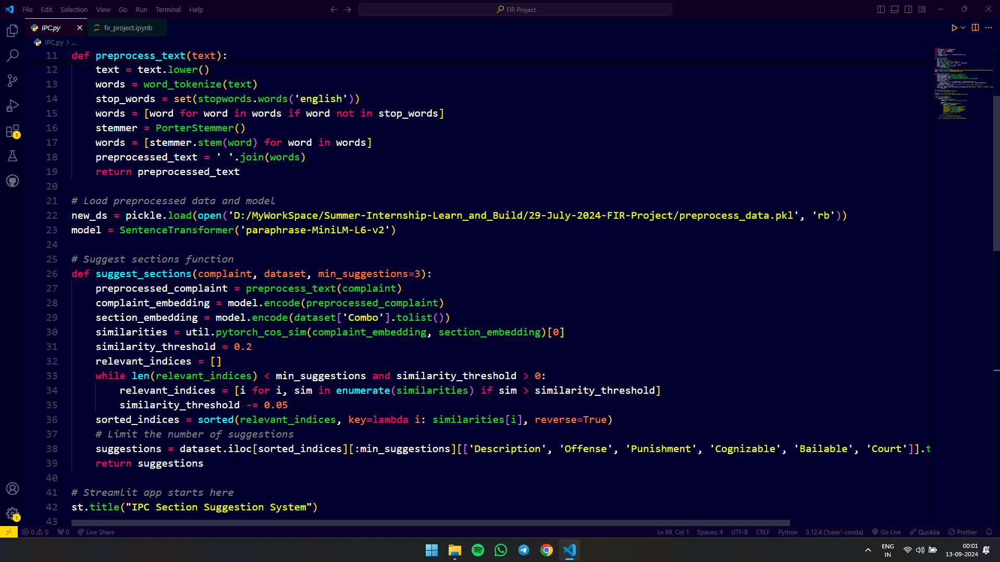 File Edit Selection View Go Run Terminal Help
FIR Project
IPC.py
fir_project.ipynb
IPC.py > ...
11 def preprocess_text(text):
12 text = text.lower()
13 words = word_tokenize(text)
14 stop_words = set(stopwords.words('english'))
15 words = [word for word in words if word not in stop_words]
16 stemmer = PorterStemmer()
17 words = [stemmer.stem(word) for word in words]
18 preprocessed_text = ' '.join(words)
19 return preprocessed_text
20
21 # Load preprocessed data and model
22 new_ds = pickle.load(open('D:/MyWorkSpace/Summer-Internship-Learn_and_Build/29-July-2024-FIR-Project/preprocess_data.pkl', 'rb'))
23 model = SentenceTransformer('paraphrase-MiniLM-L6-v2')
24
25 # Suggest sections function
26 def suggest_sections(complaint, dataset, min_suggestions=3):
27 preprocessed_complaint = preprocess_text(complaint)
28 complaint_embedding = model.encode(preprocessed_complaint)
29 section_embedding = model.encode(dataset['Combo'].tolist())
30 similarities = util.pytorch_cos_sim(complaint_embedding, section_embedding)[0]
31 similarity_threshold = 0.2
32 relevant_indices = []
33 while len(relevant_indices) < min_suggestions and similarity_threshold > 0:
34 relevant_indices = [i for i, sim in enumerate(similarities) if sim > similarity_threshold]
35 similarity_threshold -= 0.05
36 sorted_indices = sorted(relevant_indices, key=lambda i: similarities[i], reverse=True)
37 # Limit the number of suggestions
38 suggestions = dataset.iloc[sorted_indices][:min_suggestions][['Description', 'Offense', 'Punishment', 'Cognizable', 'Bailable', 'Court']].t
39 return suggestions
40
41 # Streamlit app starts here
42 st.title("IPC Section Suggestion System")
43
1
1
0 0 0 Live Share Ln 69, Col 1 Spaces: 4 UTF-8 CRLF Python 3.12.4 ('base': conda) Go Live Quokka Prettier
ENG
IN
00:01
13-09-2024